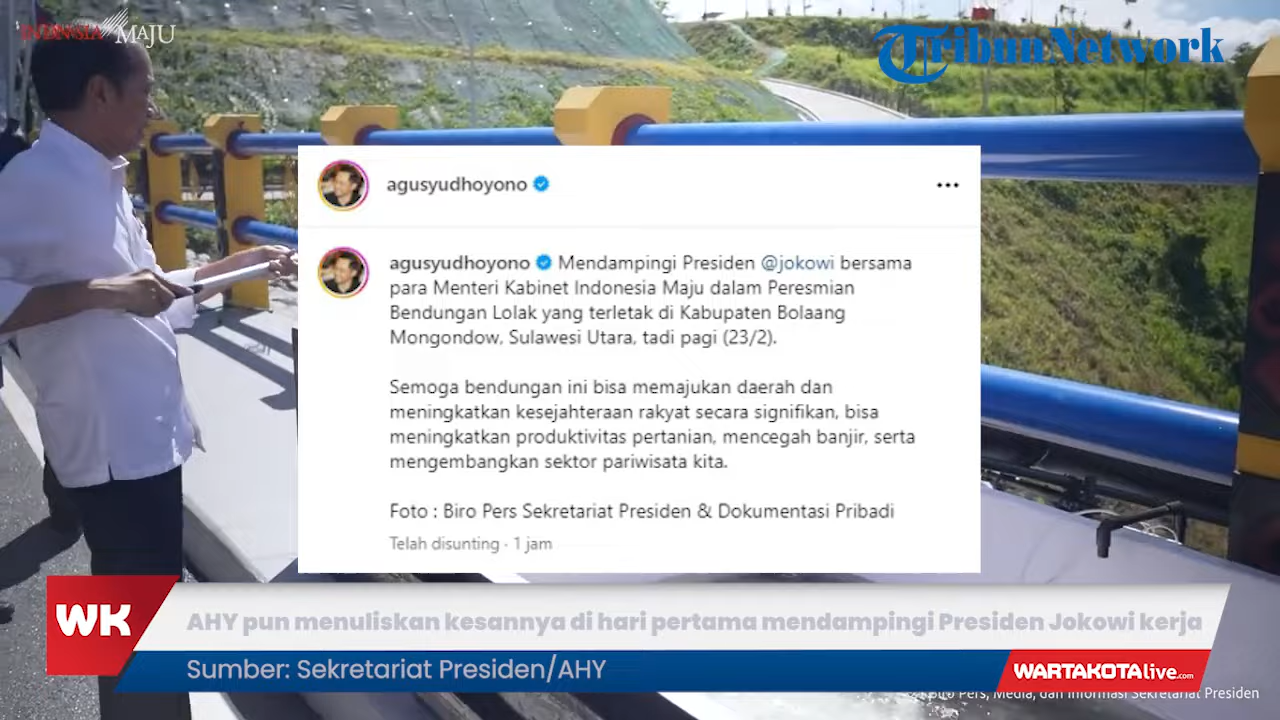 INDONESIA MAJU
Tribun Network
agusyudhoyono
agusyudhoyono Mendampingi Presiden @jokowi bersama
para Menteri Kabinet Indonesia Maju dalam Peresmian
Bendungan Lolak yang terletak di Kabupaten Bolaang
Mongondow, Sulawesi Utara, tadi pagi (23/2).
Semoga bendungan ini bisa memajukan daerah dan
meningkatkan kesejahteraan rakyat secara signifikan, bisa
meningkatkan produktivitas pertanian, mencegah banjir, serta
mengembangkan sektor pariwisata kita.
Foto : Biro Pers Sekretariat Presiden & Dokumentasi Pribadi
Telah disunting · 1 jam
WK
AHY pun menuliskan kesannya di hari pertama mendampingi Presiden Jokowi kerja
Sumber: Sekretariat Presiden/AHY
WARTAKOTAlive.com
Biro Pers, Media, dan Informasi Sekretariat Presiden